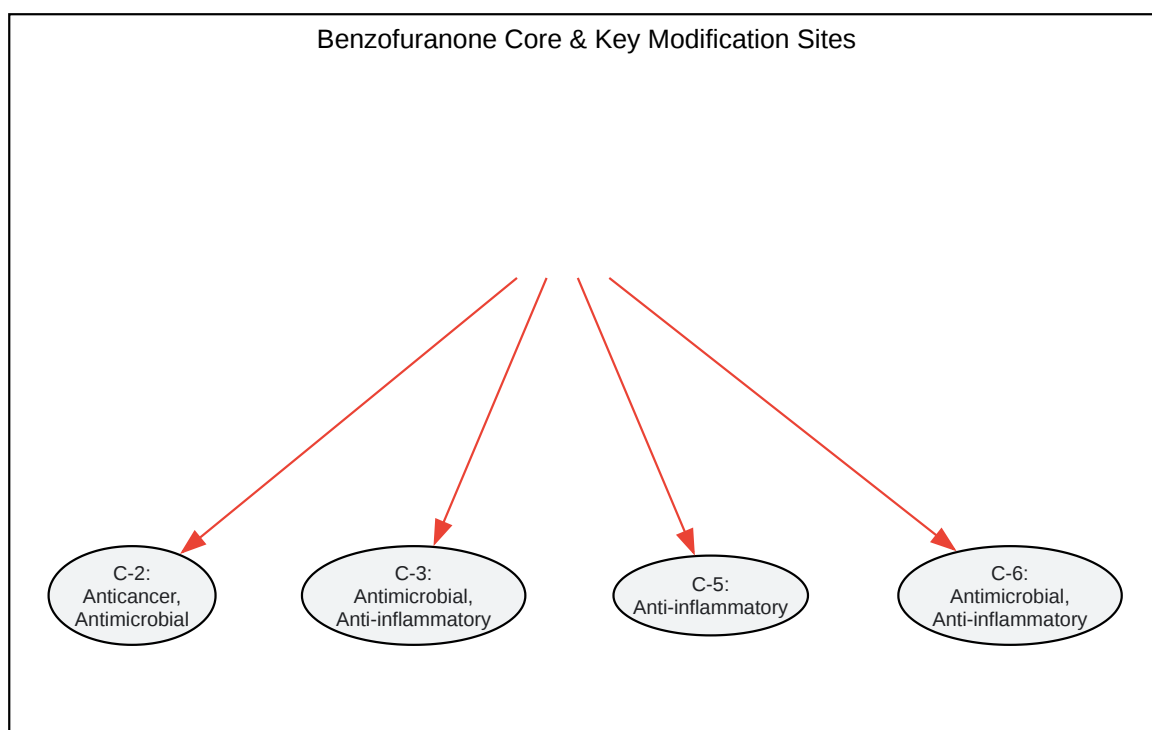 Benzofuranone Core & Key Modification Sites
C-2:
Anticancer,
Antimicrobial
C-3:
Antimicrobial,
Anti-inflammatory
C-5:
Anti-inflammatory
C-6:
Antimicrobial,
Anti-inflammatory